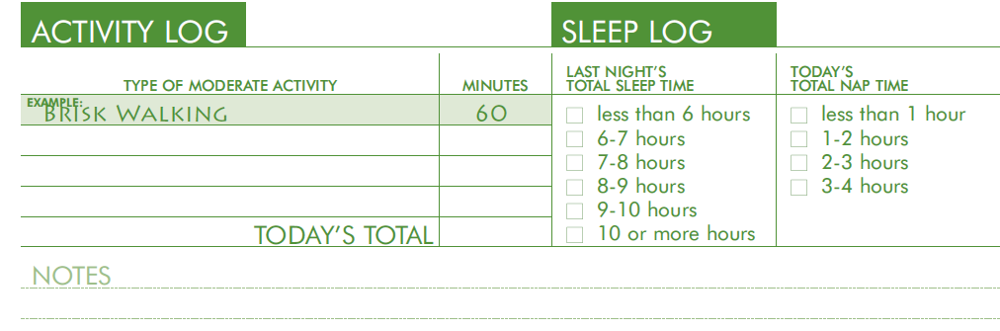 ACTIVITY LOG
SLEEP LOG
TYPE OF MODERATE ACTIVITY
MINUTES
LAST NIGHT'S
TOTAL SLEEP TIME
TODAY'S
TOTAL NAP TIME
EXAMPLE:
BRISK WALKING
60
less than 6 hours
6-7 hours
7-8 hours
8-9 hours
9-10 hours
10 or more hours
less than 1 hour
1-2 hours
2-3 hours
3-4 hours
TODAY'S TOTAL
NOTES